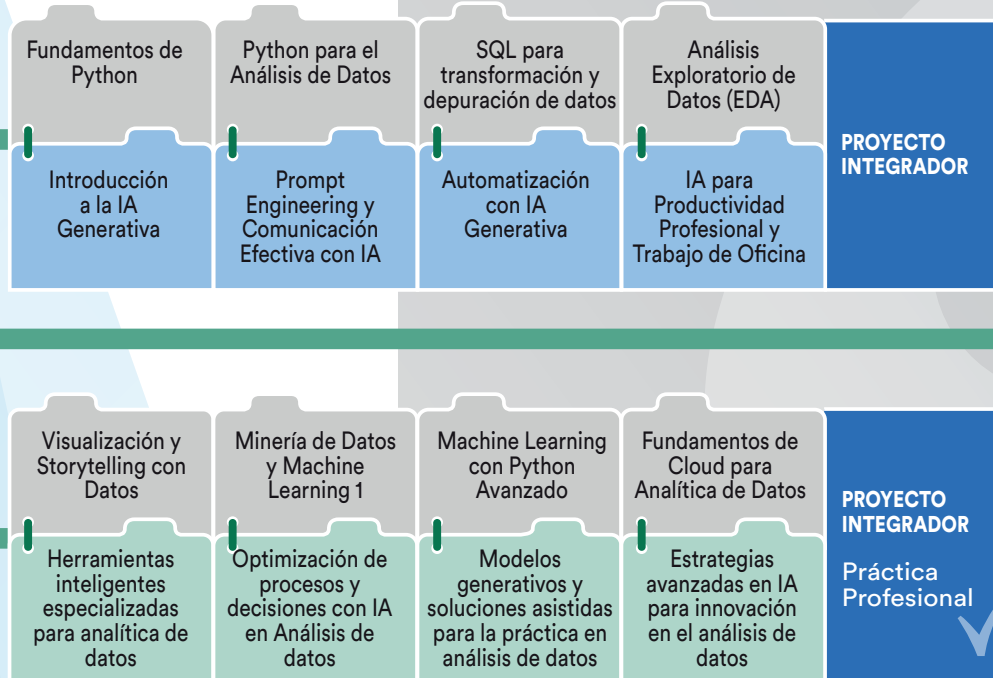 Fundamentos de
Python
Python para el
Análisis de Datos
SQL para
transformación y
depuración de datos
Análisis
Exploratorio de
Datos (EDA)
Introducción
a la IA
Generativa
Prompt
Engineering y
Comunicación
Efectiva con IA
Automatización
con IA
Generativa
IA para
Productividad
Profesional y
Trabajo de Oficina
PROYECTO
INTEGRADOR
Visualización y
Storytelling con
Datos
Minería de Datos
y Machine
Learning 1
Machine Learning
con Python
Avanzado
Fundamentos de
Cloud para
Analítica de Datos
Herramientas
inteligentes
especializadas
para analítica de
datos
Optimización de
procesos y
decisiones con IA
en Análisis de
datos
Modelos
generativos y
soluciones asistidas
para la práctica en
análisis de datos
Estrategias
avanzadas en IA
para innovación
en el análisis de
datos
PROYECTO
INTEGRADOR
Práctica
Profesional